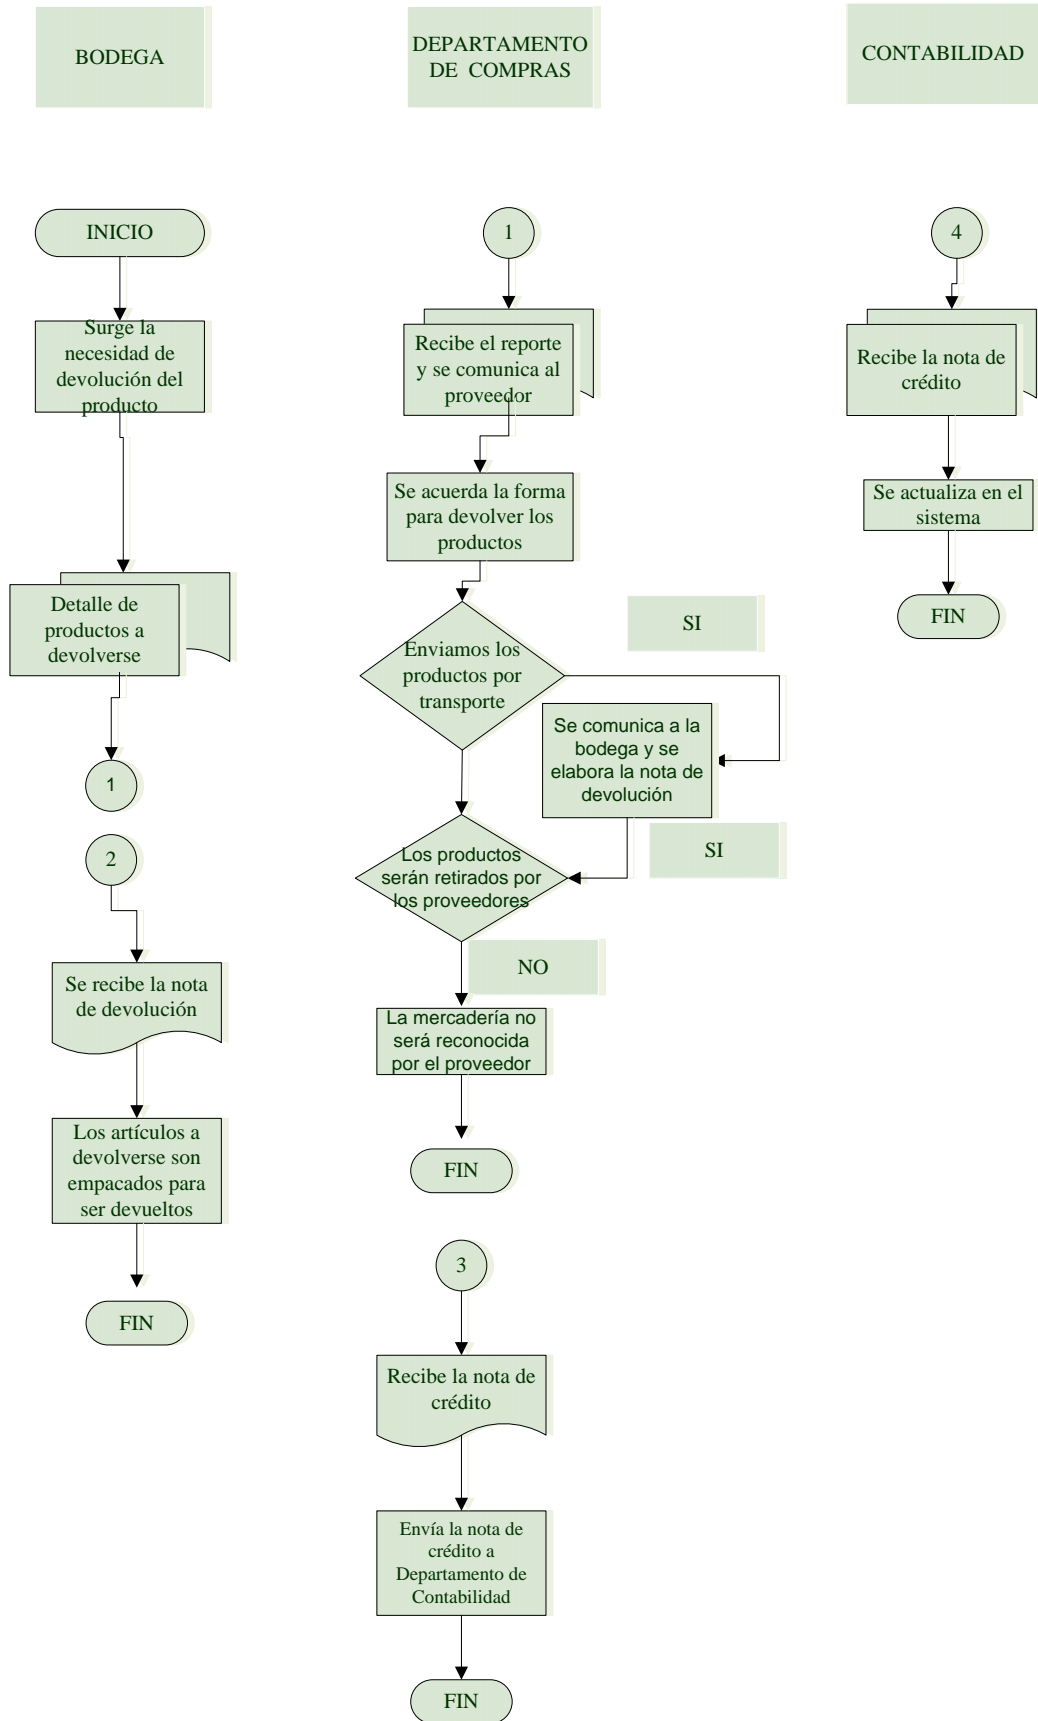 BODEGA
DEPARTAMENTO
DE COMPRAS
CONTABILIDAD
INICIO
Surge la
necesidad de
devolución del
producto
Detalle de
productos a
devolverse
1
2
Se recibe la nota
de devolución
Los artículos a
devolverse son
empacados para
ser devueltos
FIN
1
Recibe el reporte
y se comunica al
proveedor
Se acuerda la forma
para devolver los
productos
Enviamos los
productos por
transporte
SI
Se comunica a la
bodega y se
elabora la nota de
devolución
SI
Los productos
serán retirados por
los proveedores
NO
La mercadería no
será reconocida
por el proveedor
FIN
3
Recibe la nota de
crédito
Envía la nota de
crédito a
Departamento de
Contabilidad
FIN
4
Recibe la nota de
crédito
Se actualiza en el
sistema
FIN